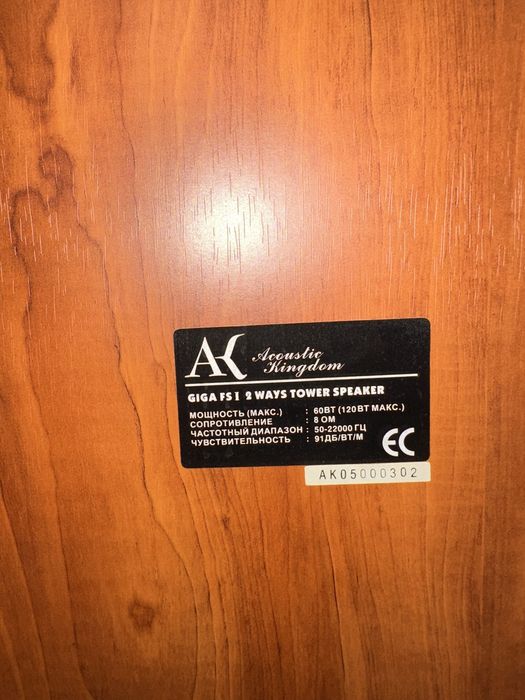 AK Acoustic
Kingdom
GIGA FS I 2 WAYS TOWER SPEAKER
МОЩНОСТЬ (МАКС.) : 60ВТ (120ВТ МАКС.)
СОПРОТИВЛЕНИЕ : 8 ОМ
ЧАСТОТНЫЙ ДИАПАЗОН : 50-22000 ГЦ
ЧУВСТВИТЕЛЬНОСТЬ : 91ДБ/ВТ/М
CE
AK05000302